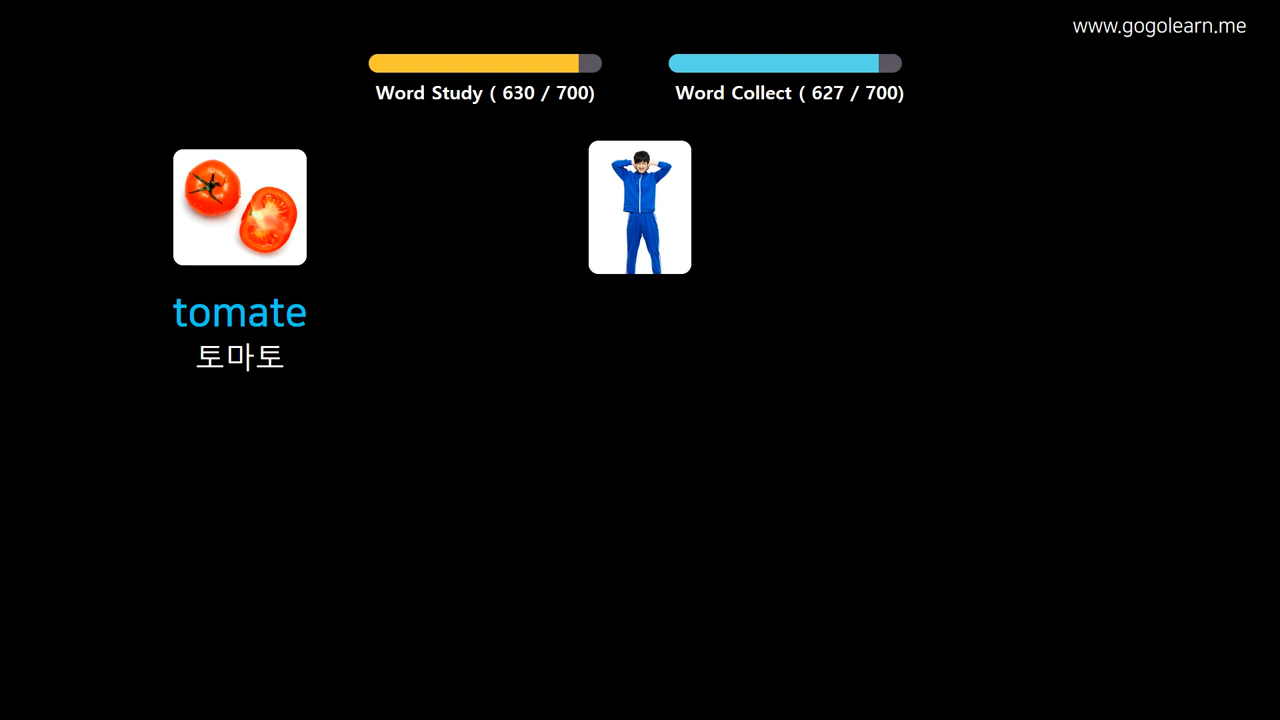 www.gogolearn.me
Word Study ( 630 / 700)
Word Collect ( 627 / 700)
tomate
토마토